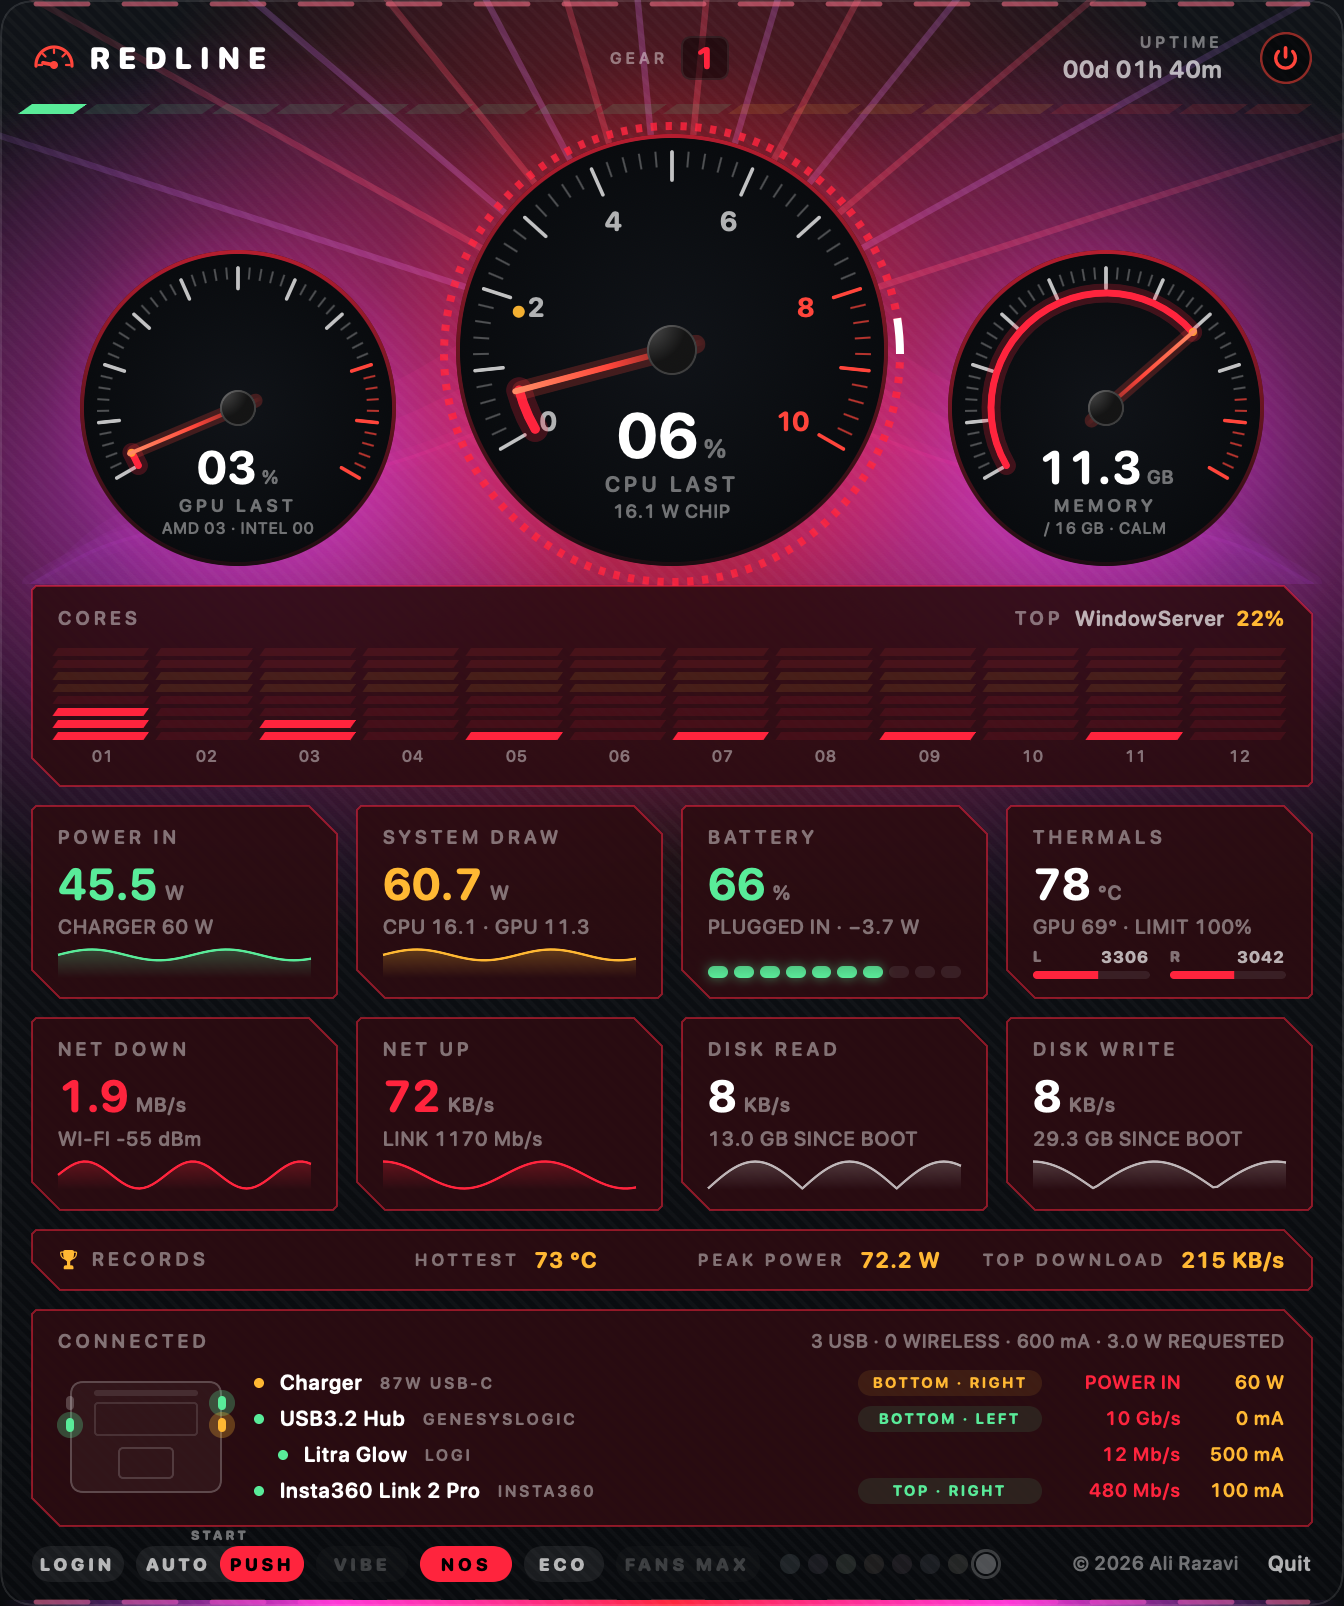 REDLINE
GEAR 1
UPTIME
00d 01h 40m
4 6
2 8
0 10
06 %
CPU LAST
16.1 W CHIP
03 %
GPU LAST
AMD 03 · INTEL 00
11.3 GB
MEMORY
/ 16 GB · CALM
CORES TOP WindowServer 22%
01 02 03 04 05 06 07 08 09 10 11 12
POWER IN
45.5 W
CHARGER 60 W
SYSTEM DRAW
60.7 W
CPU 16.1 · GPU 11.3
BATTERY
66 %
PLUGGED IN · −3.7 W
THERMALS
78 °C
GPU 69° · LIMIT 100%
L 3306 R 3042
NET DOWN
1.9 MB/s
WI-FI -55 dBm
NET UP
72 KB/s
LINK 1170 Mb/s
DISK READ
8 KB/s
13.0 GB SINCE BOOT
DISK WRITE
8 KB/s
29.3 GB SINCE BOOT
RECORDS HOTTEST 73 °C PEAK POWER 72.2 W TOP DOWNLOAD 215 KB/s
CONNECTED 3 USB · 0 WIRELESS · 600 mA · 3.0 W REQUESTED
Charger 87W USB-C BOTTOM · RIGHT POWER IN 60 W
USB3.2 Hub GENESYSLOGIC BOTTOM · LEFT 10 Gb/s 0 mA
Litra Glow LOGI 12 Mb/s 500 mA
Insta360 Link 2 Pro INSTA360 TOP · RIGHT 480 Mb/s 100 mA
START
LOGIN AUTO PUSH VIBE NOS ECO FANS MAX © 2026 Ali Razavi Quit